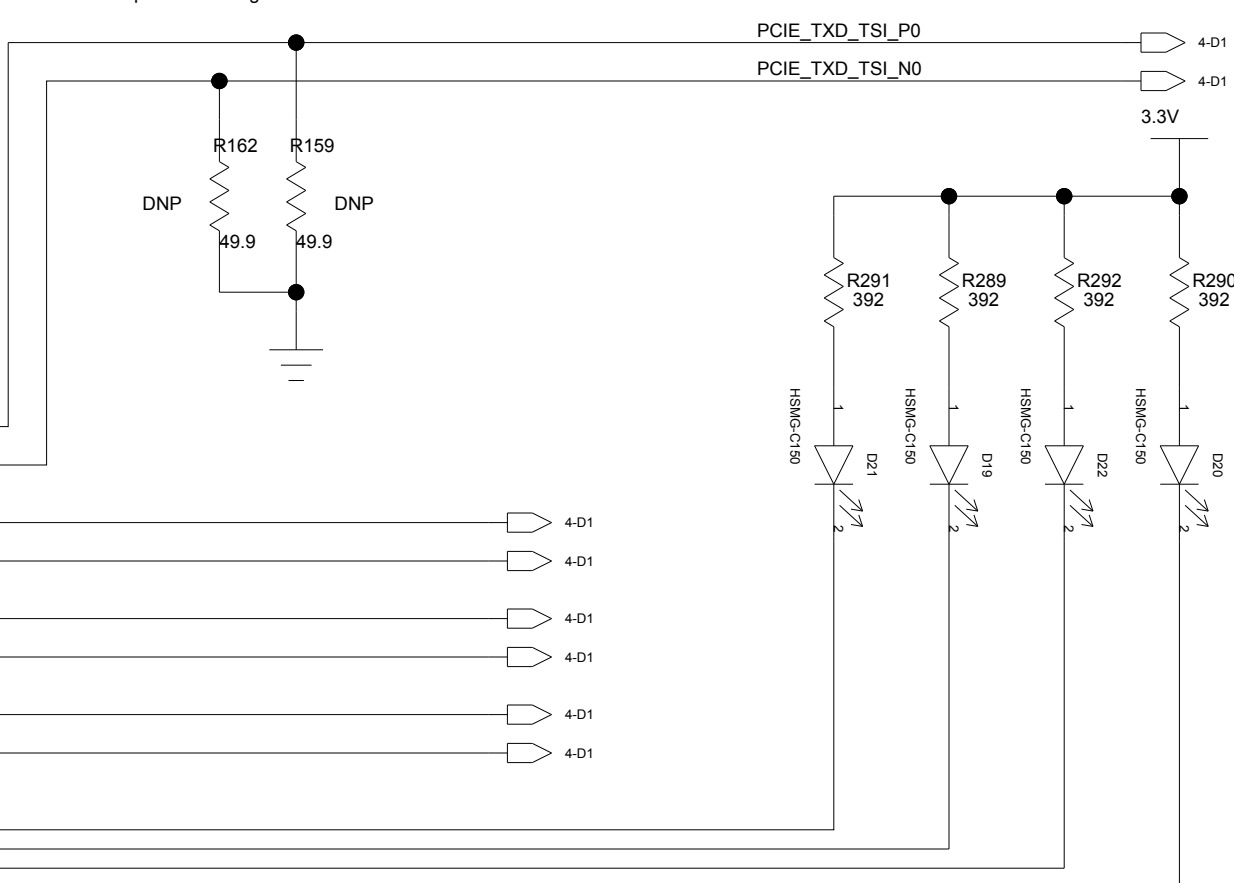 PCIE_TXD_TSI_P0
4-D1
PCIE_TXD_TSI_N0
4-D1
3.3V
R162
R159
DNP
DNP
49.9
49.9
R291
392
R289
392
R292
392
R290
392
1
1
1
1
HSMG-C150
D21
HSMG-C150
D19
HSMG-C150
D22
HSMG-C150
D20
2
2
2
2
4-D1
4-D1
4-D1
4-D1
4-D1
4-D1